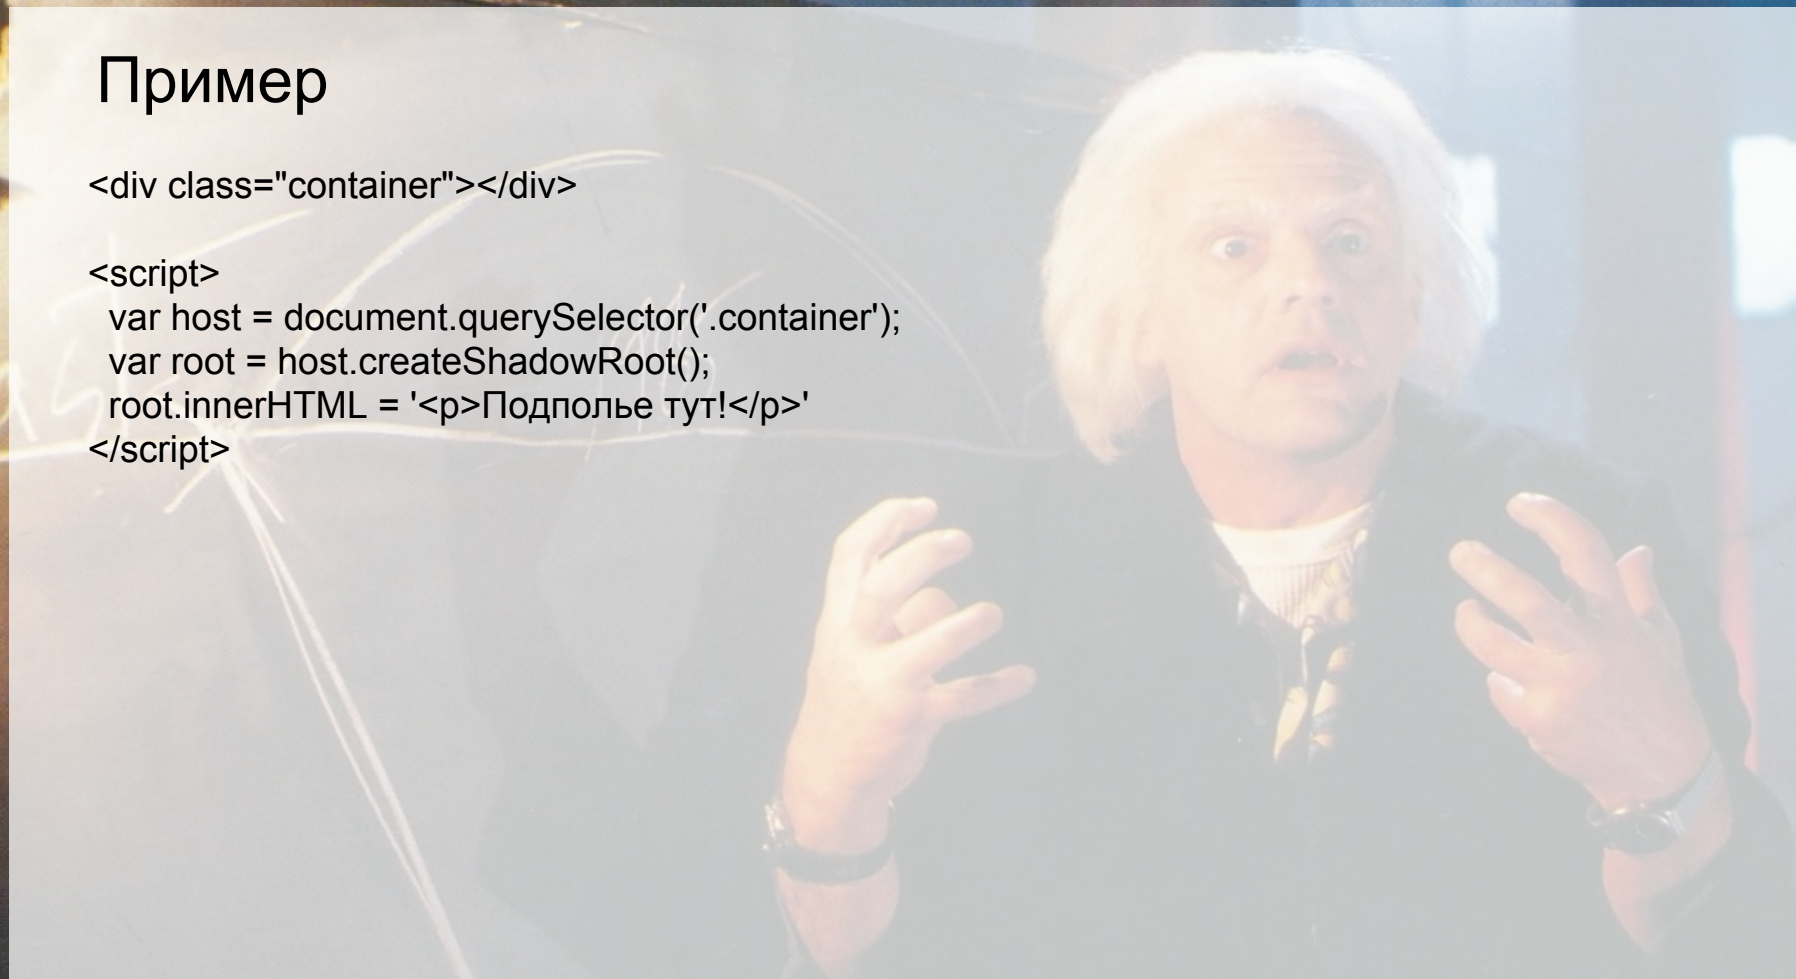 Пример
<div class="container"></div>
<script>
var host = document.querySelector('.container');
var root = host.createShadowRoot();
root.innerHTML = '<p>Подполье тут!</p>'
</script>